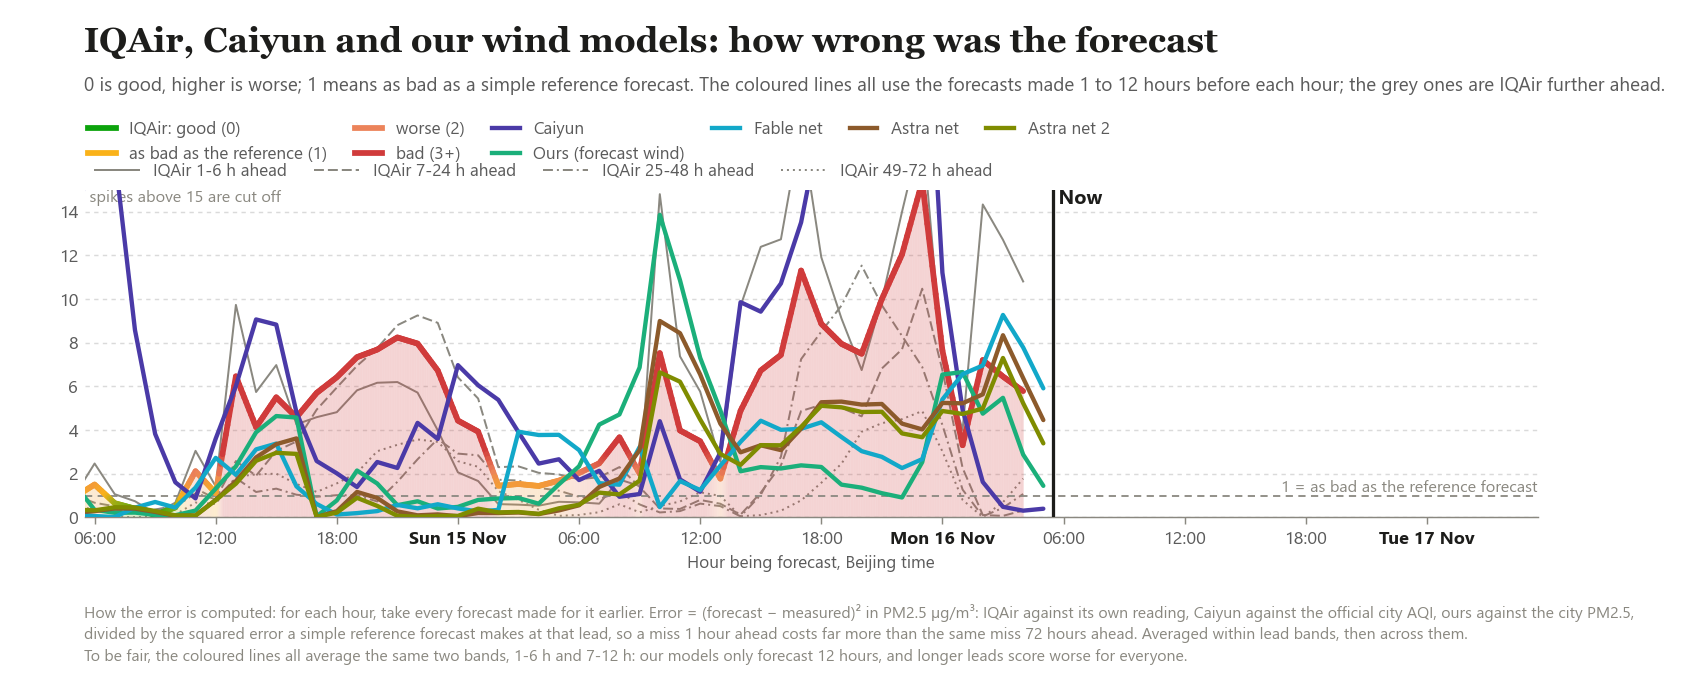 IQAir, Caiyun and our wind models: how wrong was the forecast
0 is good, higher is worse; 1 means as bad as a simple reference forecast. The coloured lines all use the forecasts made 1 to 12 hours before each hour; the grey ones are IQAir further ahead.
IQAir: good (0) worse (2) Caiyun Fable net Astra net Astra net 2
as bad as the reference (1) bad (3+) Ours (forecast wind)
IQAir 1-6 h ahead IQAir 7-24 h ahead IQAir 25-48 h ahead IQAir 49-72 h ahead
spikes above 15 are cut off
Now
14
12
10
8
6
4
2
1 = as bad as the reference forecast
0
06:00 12:00 18:00 Sun 15 Nov 06:00 12:00 18:00 Mon 16 Nov 06:00 12:00 18:00 Tue 17 Nov
Hour being forecast, Beijing time
How the error is computed: for each hour, take every forecast made for it earlier. Error = (forecast − measured)² in PM2.5 µg/m³: IQAir against its own reading, Caiyun against the official city AQI, ours against the city PM2.5,
divided by the squared error a simple reference forecast makes at that lead, so a miss 1 hour ahead costs far more than the same miss 72 hours ahead. Averaged within lead bands, then across them.
To be fair, the coloured lines all average the same two bands, 1-6 h and 7-12 h: our models only forecast 12 hours, and longer leads score worse for everyone.